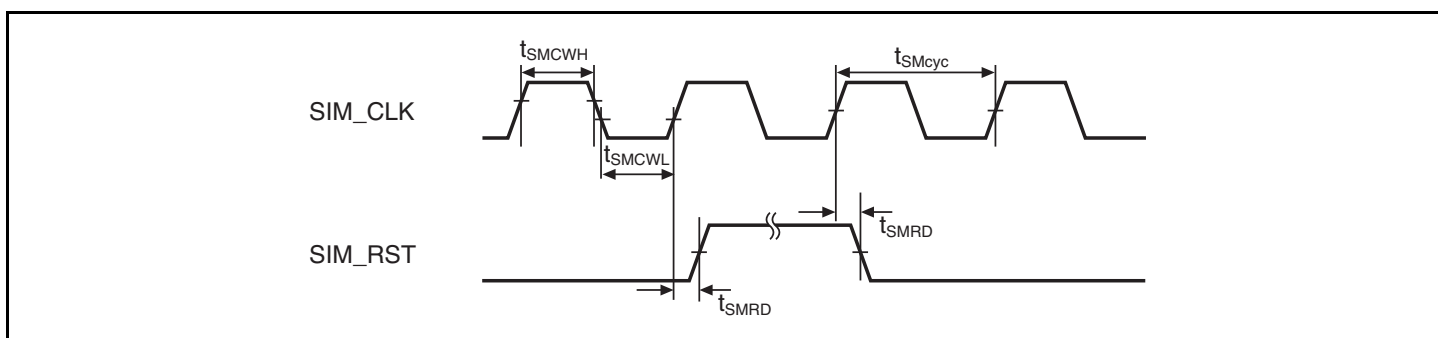 tSMCWH
tSMcyc
SIM_CLK
tSMCWL
tSMRD
SIM_RST
tSMRD